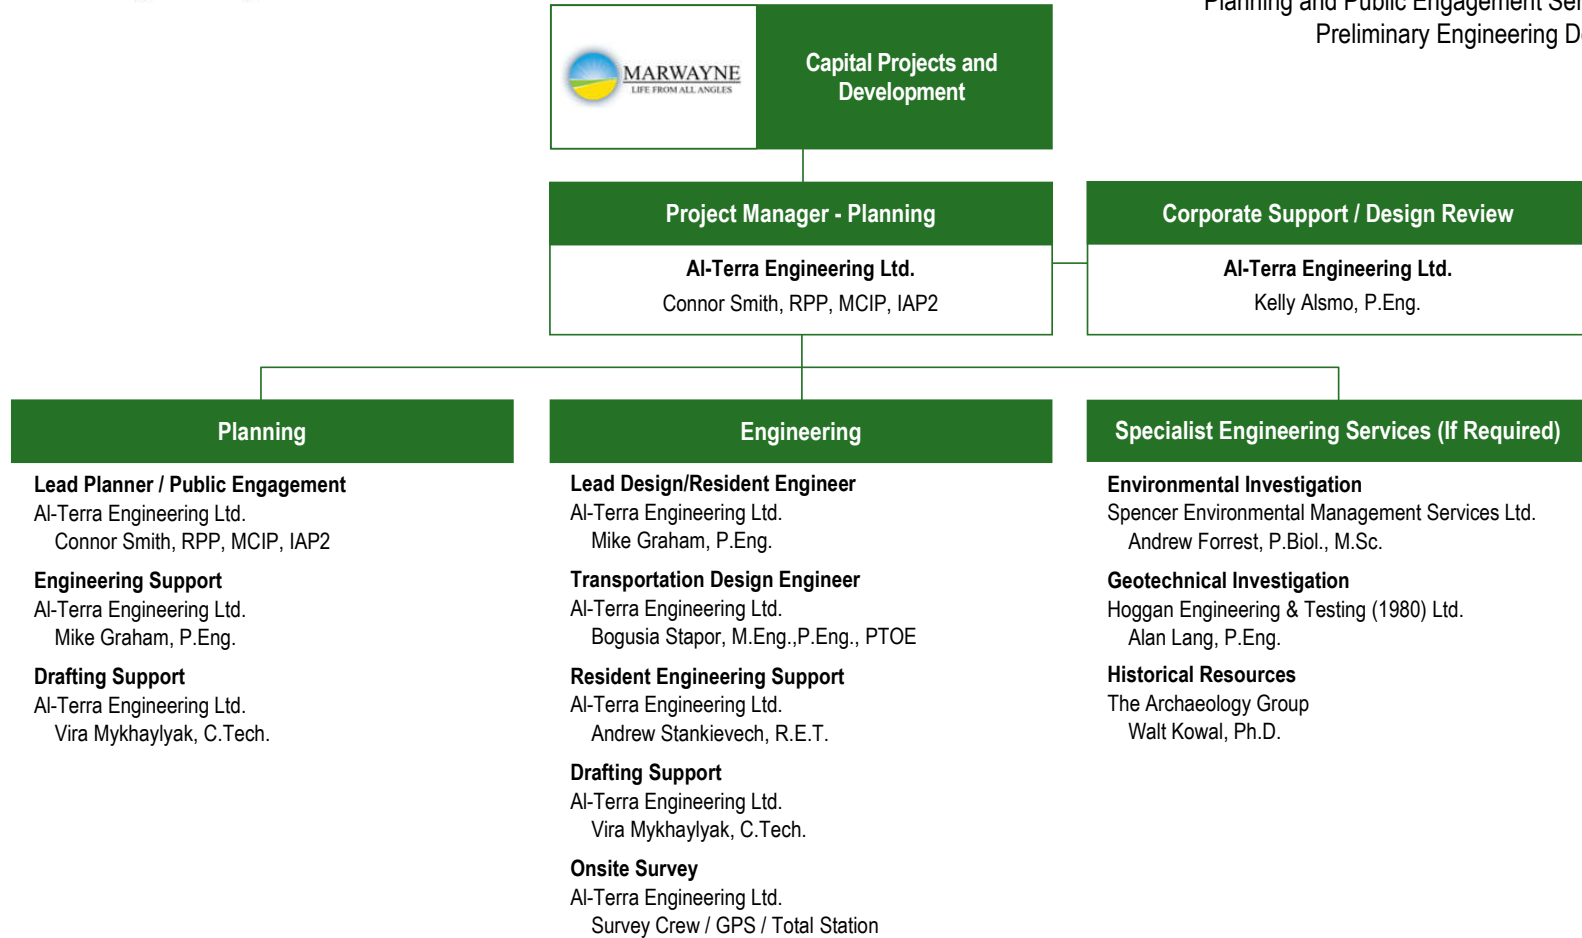 Planning and Public Engagement
Preliminary Engineering
MARWAYNE
LIFE FROM ALL ANGLES
Capital Projects and
Development
Project Manager - Planning
Al-Terra Engineering Ltd.
Connor Smith, RPP, MCIP, IAP2
Corporate Support / Design Review
Al-Terra Engineering Ltd.
Kelly Alsmo, P.Eng.
Planning
Lead Planner / Public Engagement
Al-Terra Engineering Ltd.
Connor Smith, RPP, MCIP, IAP2
Engineering Support
Al-Terra Engineering Ltd.
Mike Graham, P.Eng.
Drafting Support
Al-Terra Engineering Ltd.
Vira Mykhaylyak, C.Tech.
Engineering
Lead Design/Resident Engineer
Al-Terra Engineering Ltd.
Mike Graham, P.Eng.
Transportation Design Engineer
Al-Terra Engineering Ltd.
Bogusia Stapor, M.Eng.,P.Eng., PTOE
Resident Engineering Support
Al-Terra Engineering Ltd.
Andrew Stankievech, R.E.T.
Drafting Support
Al-Terra Engineering Ltd.
Vira Mykhaylyak, C.Tech.
Onsite Survey
Al-Terra Engineering Ltd.
Survey Crew / GPS / Total Station
Specialist Engineering Services (If Required)
Environmental Investigation
Spencer Environmental Management Services Ltd.
Andrew Forrest, P.Biol., M.Sc.
Geotechnical Investigation
Hoggan Engineering & Testing (1980) Ltd.
Alan Lang, P.Eng.
Historical Resources
The Archaeology Group
Walt Kowal, Ph.D.